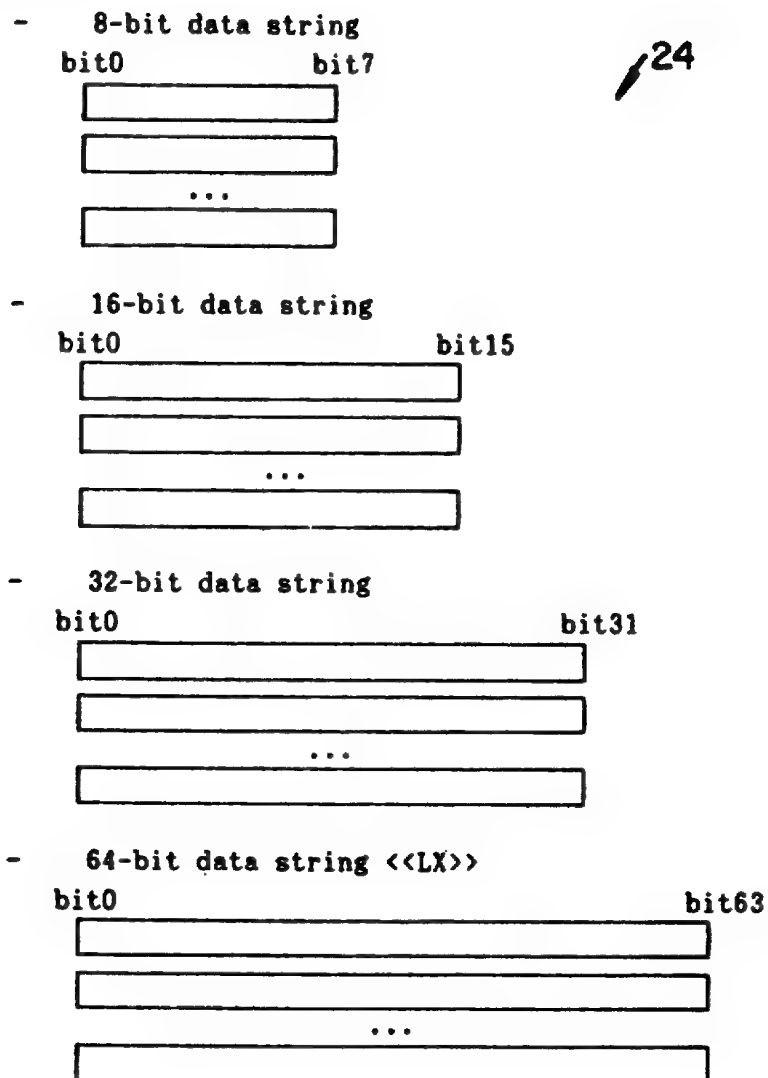 - 8-bit data string
bit0 bit7
24
...
- 16-bit data string
bit0 bit15
...
- 32-bit data string
bit0 bit31
...
- 64-bit data string <<LX>>
bit0 bit63
...